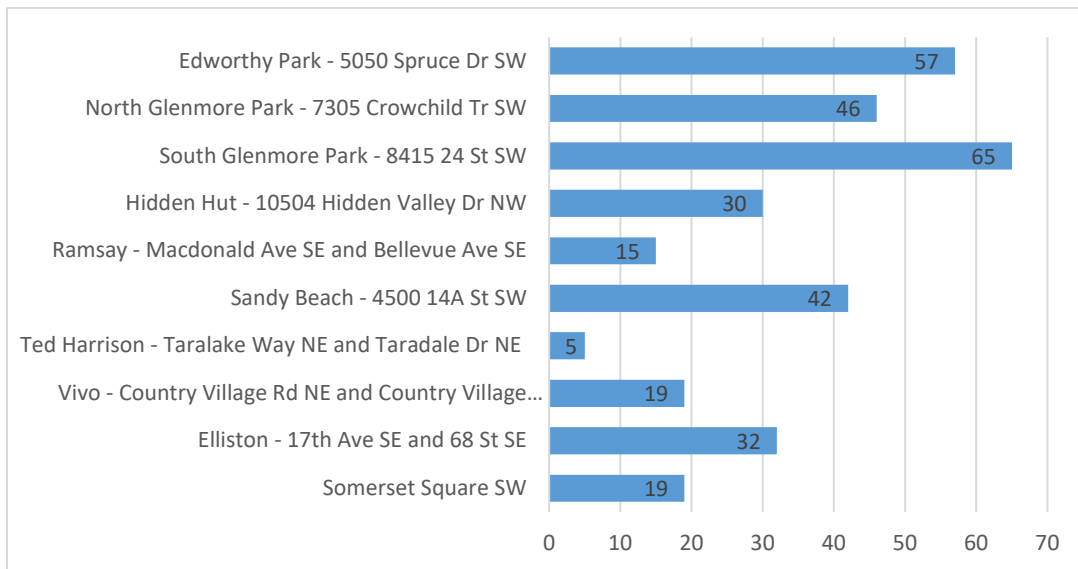 Edworthy Park - 5050 Spruce Dr SW 57
North Glenmore Park - 7305 Crowchild Tr SW 46
South Glenmore Park - 8415 24 St SW 65
Hidden Hut - 10504 Hidden Valley Dr NW 30
Ramsay - Macdonald Ave SE and Bellevue Ave SE 15
Sandy Beach - 4500 14A St SW 42
Ted Harrison - Taralake Way NE and Taradale Dr NE 5
Vivo - Country Village Rd NE and Country Village... 19
Elliston - 17th Ave SE and 68 St SE 32
Somerset Square SW 19
0 10 20 30 40 50 60 70